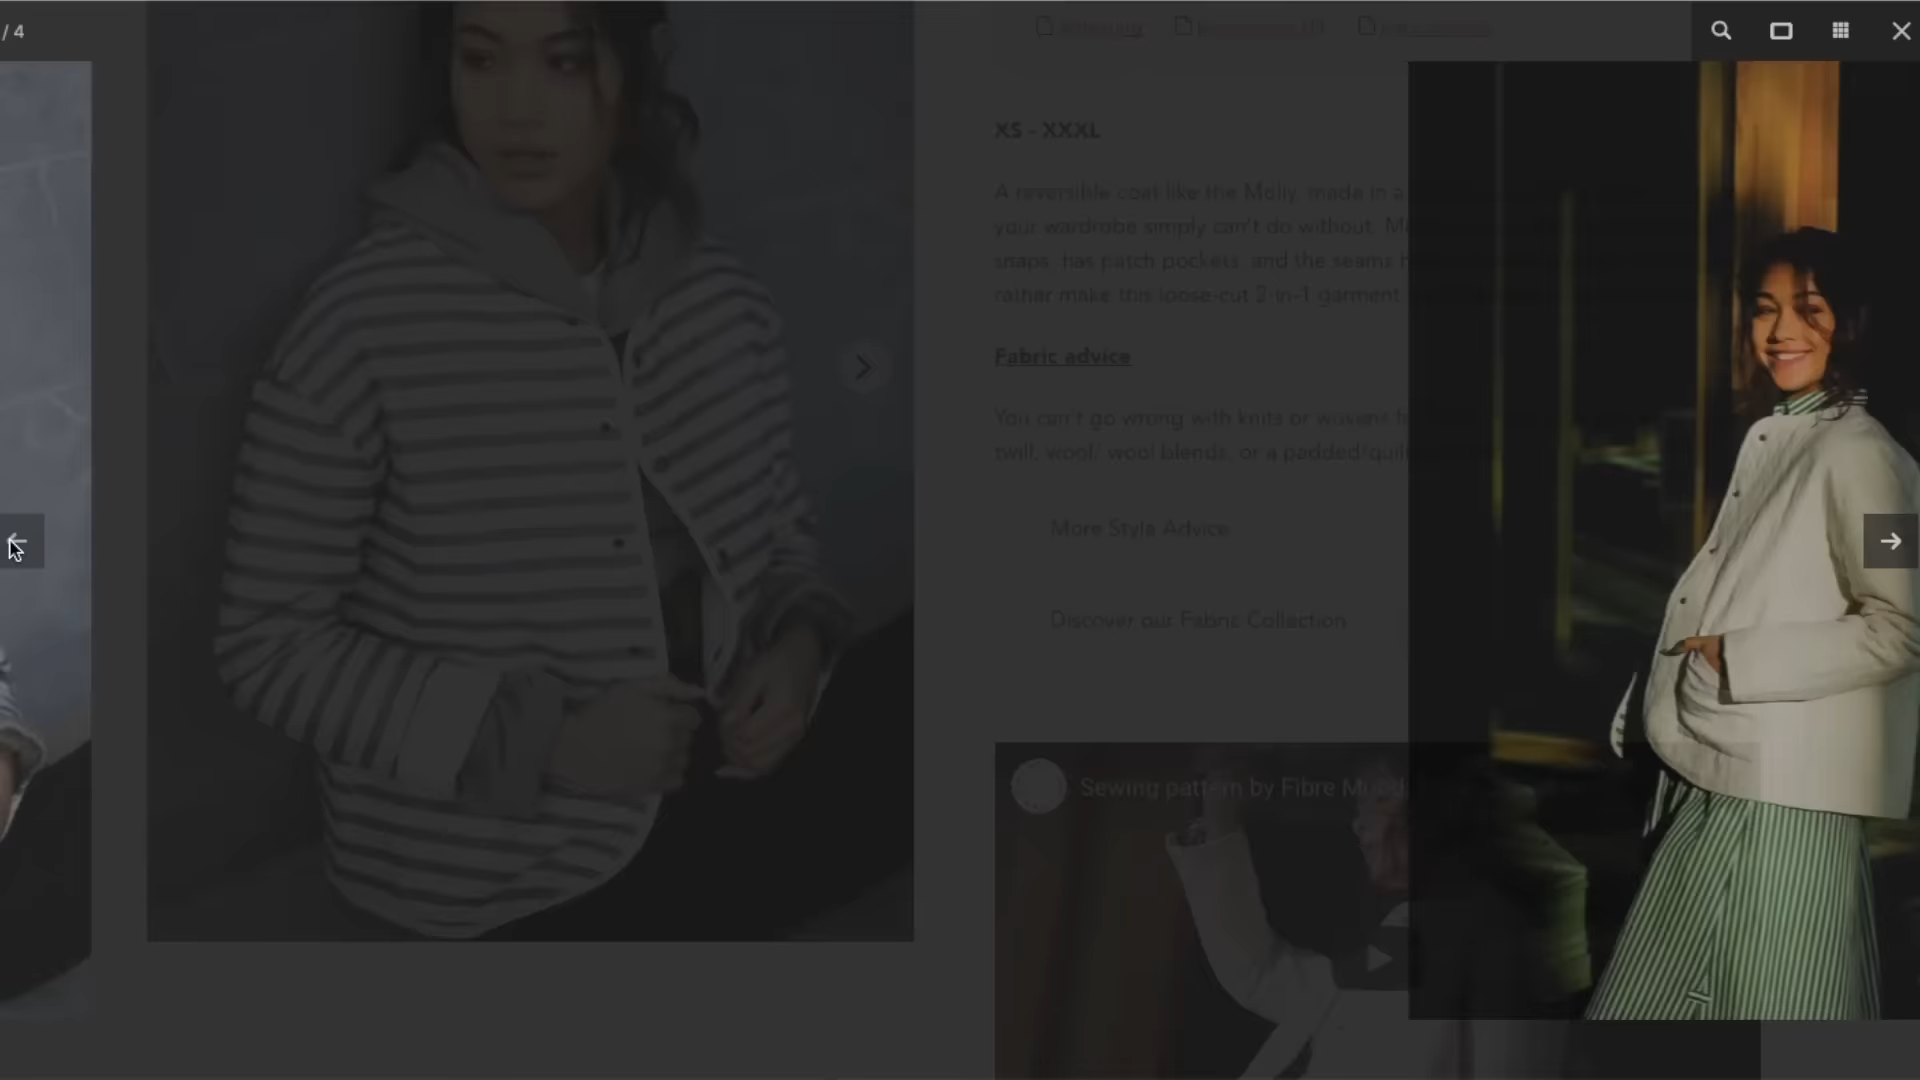 / 4
XS - XXXL
A reversible coat like the Molly, made in a
your wardrobe simply can't do without. Mo
snaps, has patch pockets, and the seams h
rather make this loose-cut 2-in-1 garment
Fabric advice
You can't go wrong with knits or wovens fr
twill, wool/ wool blends, or a padded/quil
More Style Advice
Discover our Fabric Collection
Sewing pattern by Fibre Mood